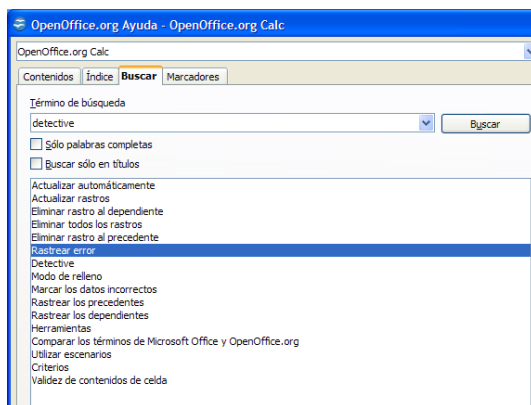 OpenOffice.org Ayuda - OpenOffice.org Calc
OpenOffice.org Calc
Contenidos Índice Buscar Marcadores
Término de búsqueda
detective Buscar
Sólo palabras completas
Buscar sólo en títulos
Actualizar automáticamente
Actualizar rastros
Eliminar rastro al dependiente
Eliminar todos los rastros
Eliminar rastro al precedente
Rastrear error
Detective
Modo de relleno
Marcar los datos incorrectos
Rastrear los precedentes
Rastrear los dependientes
Herramientas
Comparar los términos de Microsoft Office y OpenOffice.org
Utilizar escenarios
Criterios
Validez de contenidos de celda